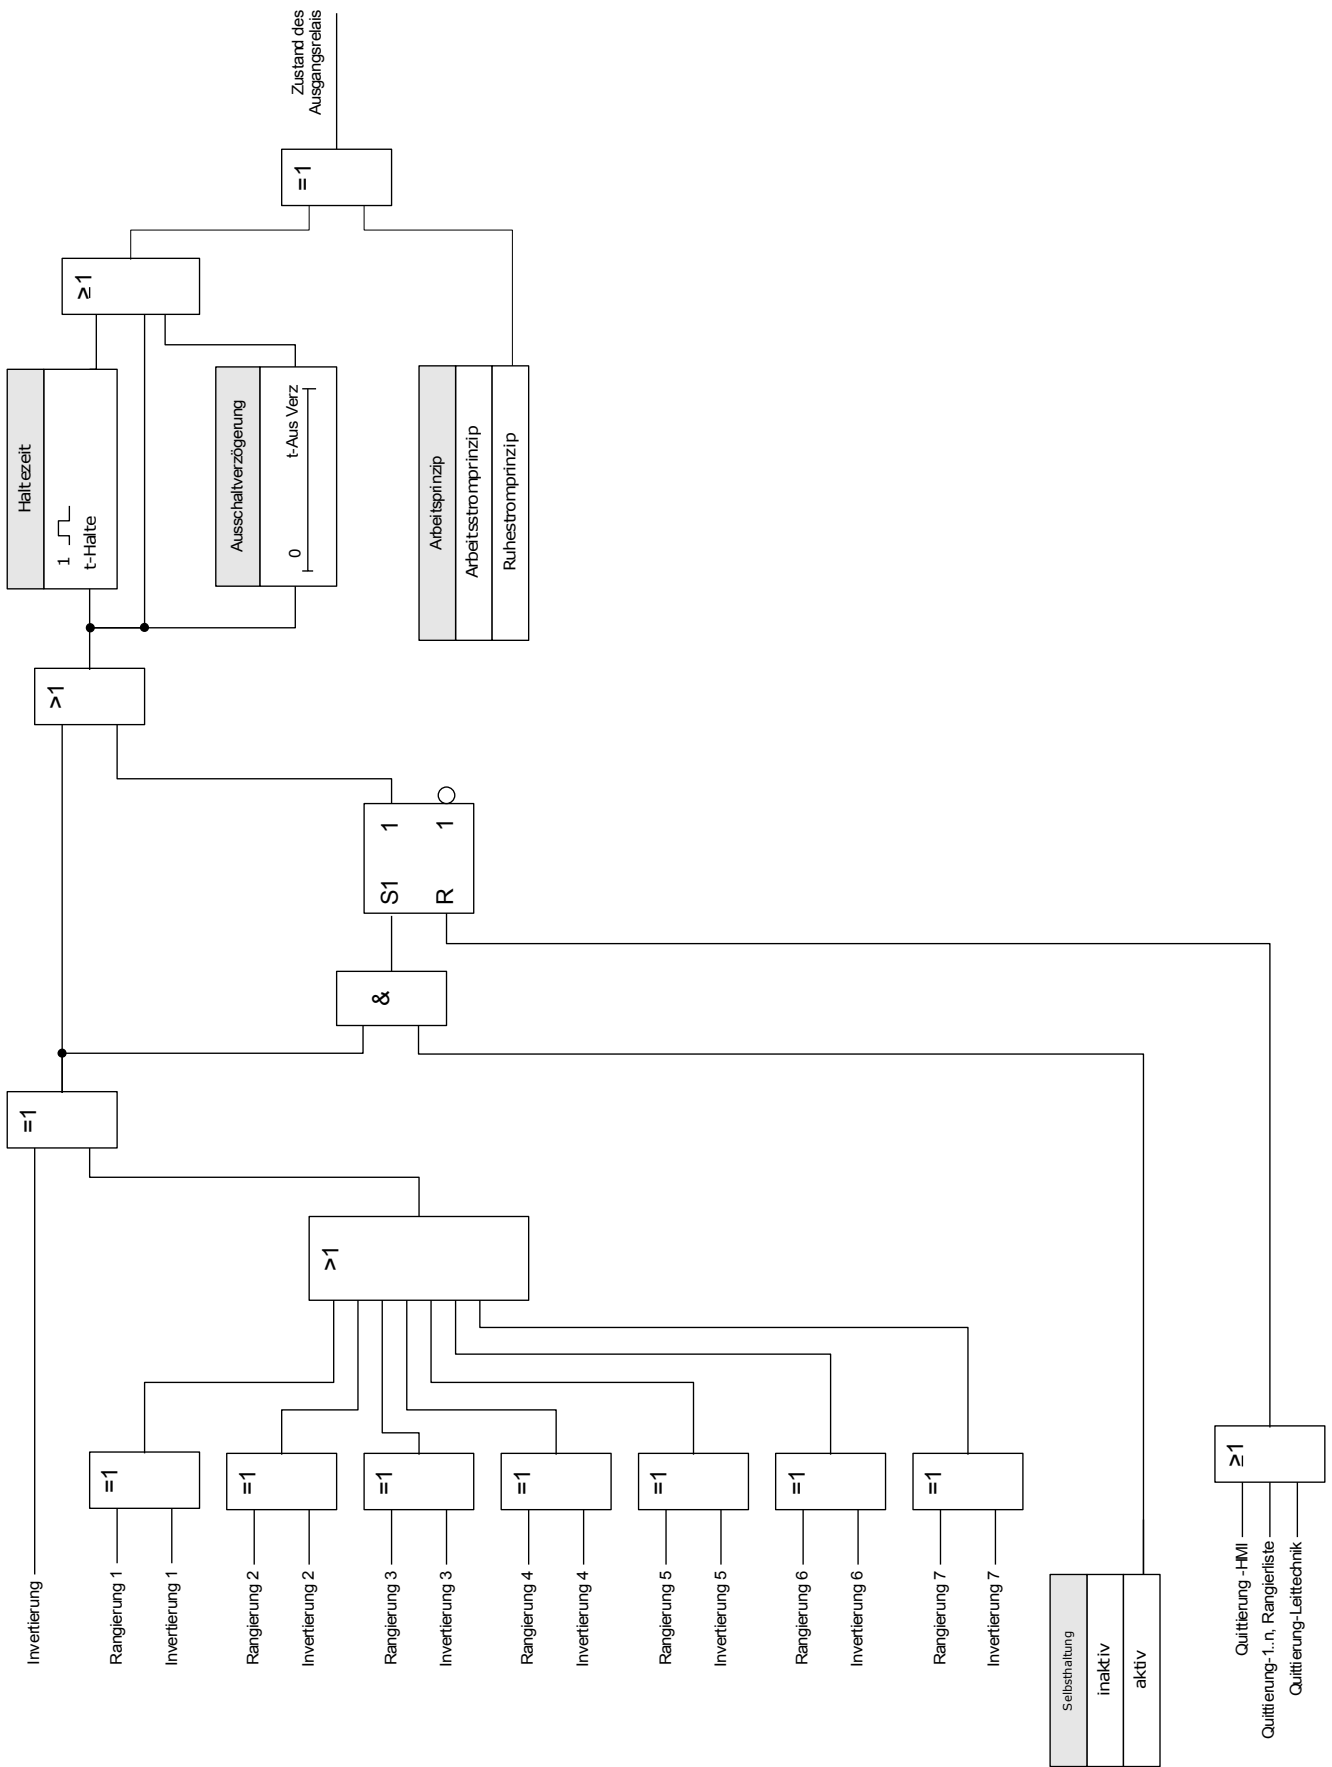 Invertierung
Rangierung 1
Invertierung 1
Rangierung 2
Invertierung 2
Rangierung 3
Invertierung 3
Rangierung 4
Invertierung 4
Rangierung 5
Invertierung 5
Rangierung 6
Invertierung 6
Rangierung 7
Invertierung 7
Selbsthaltung
inaktiv
aktiv
Quittierung -HMI
Quittierung-1..n, Rangierliste
Quittierung-Leittechnik
=1
=1
=1
=1
=1
=1
=1
≥1
>1
=1
&
S1 1
R 1
>1
Haltezeit
1
t-Halte
Ausschaltverzögerung
0 t-Aus Verz
Arbeitsprinzip
Arbeitsstromprinzip
Ruhestromprinzip
≥1
=1
Zustand des
Ausgangsrelais